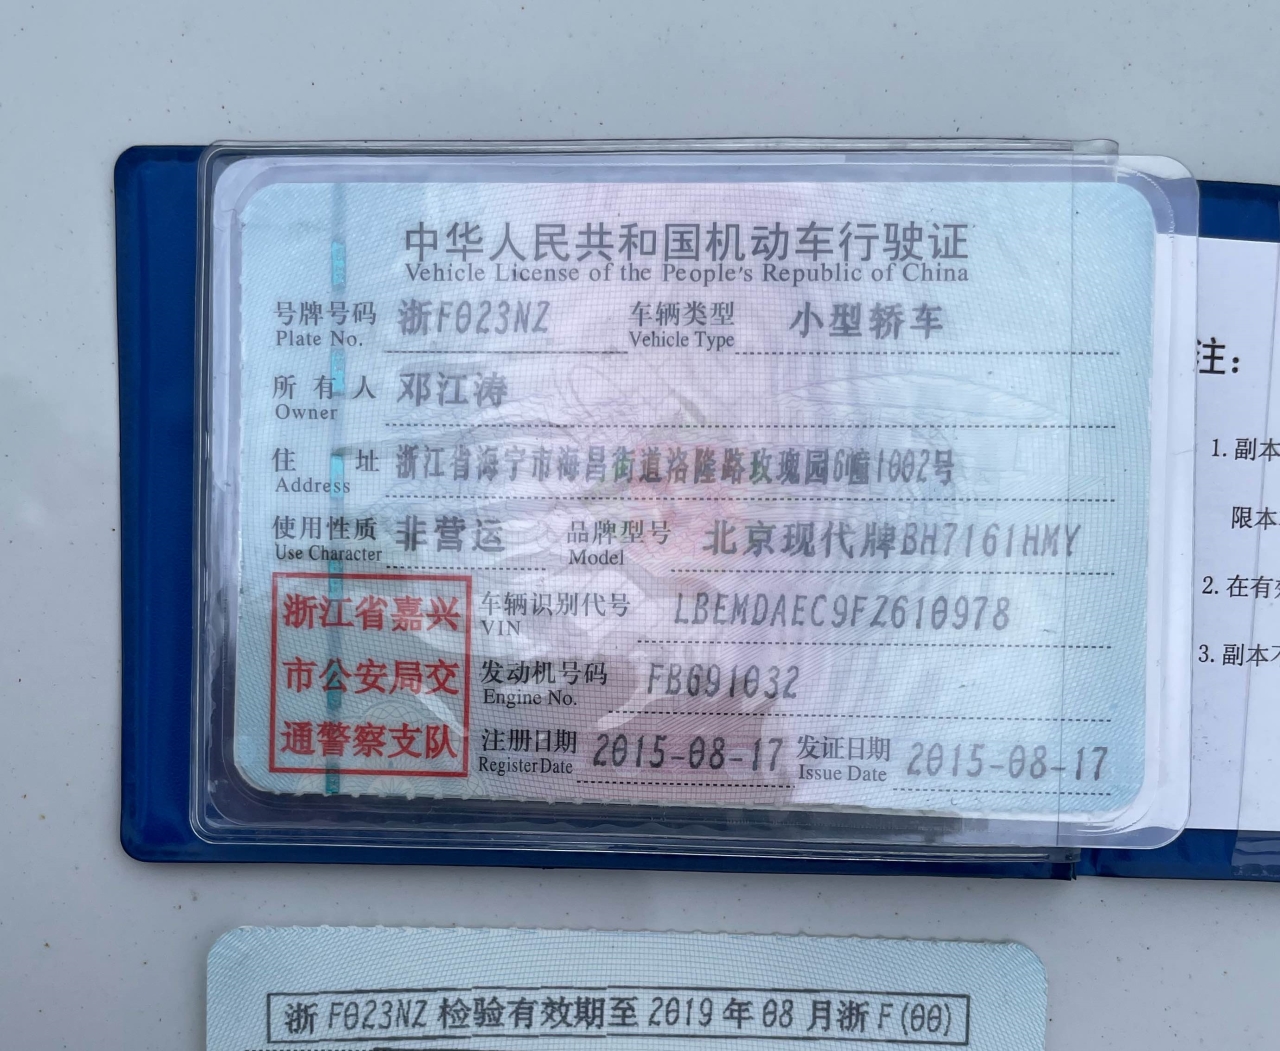 中华人民共和国机动车行驶证
Vehicle License of the People's Republic of China
号牌号码 浙F023NZ 车辆类型 小型轿车
Plate No. Vehicle Type
所有人 邓江涛
Owner
住址 浙江省海宁市海昌街道洛隆路玫瑰园6幢1002号
Address
使用性质 非营运 品牌型号 北京现代牌BH7161HMY
Use Character Model
浙江省嘉兴
市公安局交
通警察支队
车辆识别代号 LBEMDAEC9FZ610978
VIN
发动机号码 FB691032
Engine No.
注册日期 2015-08-17 发证日期 2015-08-17
Register Date Issue Date
注：
1. 副本
限本
2. 在有
3. 副本
浙F023NZ 检验有效期至 2019 年 08 月浙 F(00)